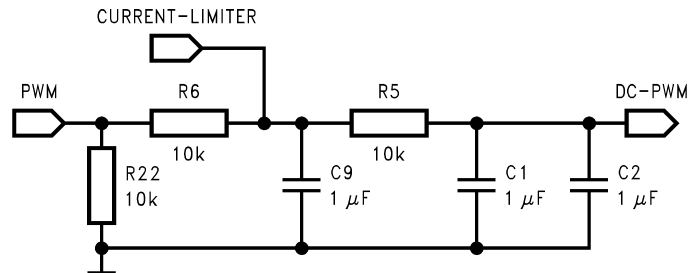 CURRENT-LIMITER
PWM
R6
R5
DC-PWM
10k
10k
R22
10k
C9
1 µF
C1
1 µF
C2
1 µF